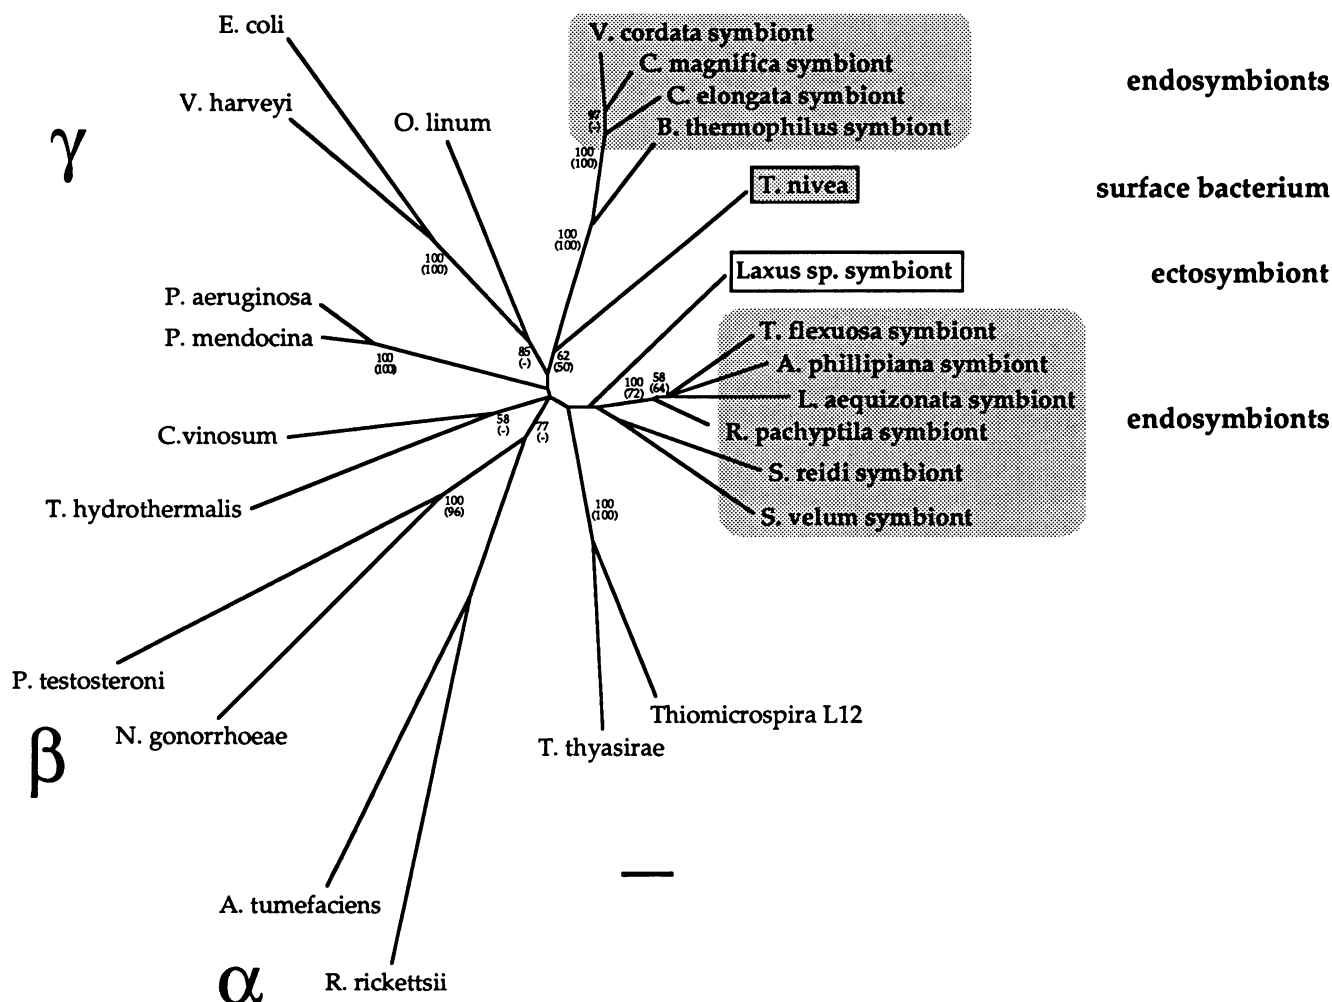 E. coli
V. cordata symbiont
C. magnifica symbiont
endosymbionts
V. harveyi
C. elongata symbiont
O. linum
B. thermophilus symbiont
γ
(-)
100
(100)
T. nivea
surface bacterium
100
(100)
100
(100)
Laxus sp. symbiont
ectosymbiont
P. aeruginosa
P. mendocina
100
(100)
85
(-)
62
(50)
T. flexuosa symbiont
A. phillipiana symbiont
100
(72)
58
(64)
L. aequizonata symbiont
endosymbionts
R. pachyptila symbiont
C.vinosum
58
(-)
77
(-)
S. reidi symbiont
T. hydrothermalis
100
(96)
100
(100)
S. velum symbiont
P. testosteroni
N. gonorrhoeae
β
Thiomicrospira L12
T. thyasirae
A. tumefaciens
R. rickettsii
α